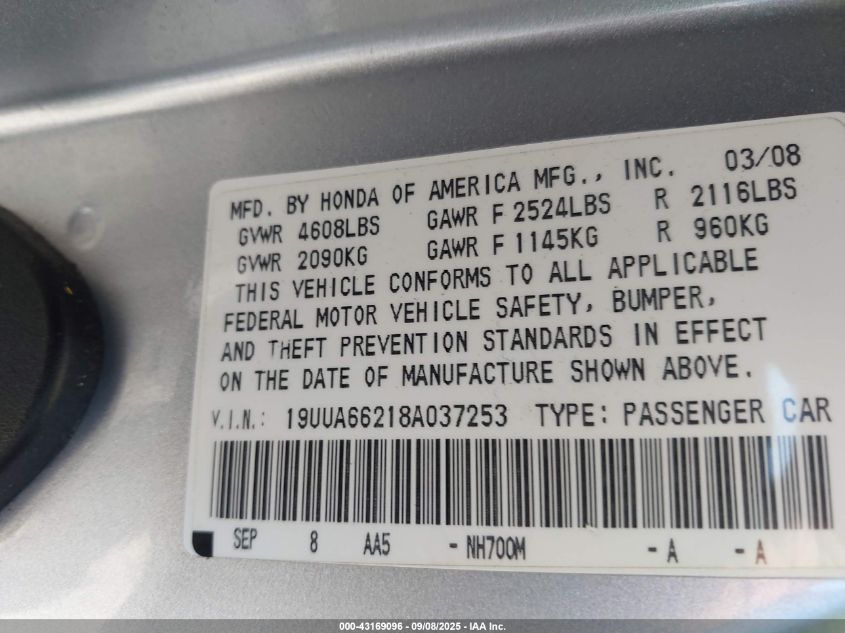 MFD. BY HONDA OF AMERICA MFG., INC. 03/08
GVWR 4608LBS GAWR F 2524LBS R 2116LBS
GVWR 2090KG GAWR F 1145KG R 960KG
THIS VEHICLE CONFORMS TO ALL APPLICABLE
FEDERAL MOTOR VEHICLE SAFETY, BUMPER,
AND THEFT PREVENTION STANDARDS IN EFFECT
ON THE DATE OF MANUFACTURE SHOWN ABOVE.
V.I.N.: 19UUA66218A037253 TYPE: PASSENGER CAR
SEP 8 AA5 - NH700M - A - A
000-43169096 - 09/08/2025 - IAA Inc.